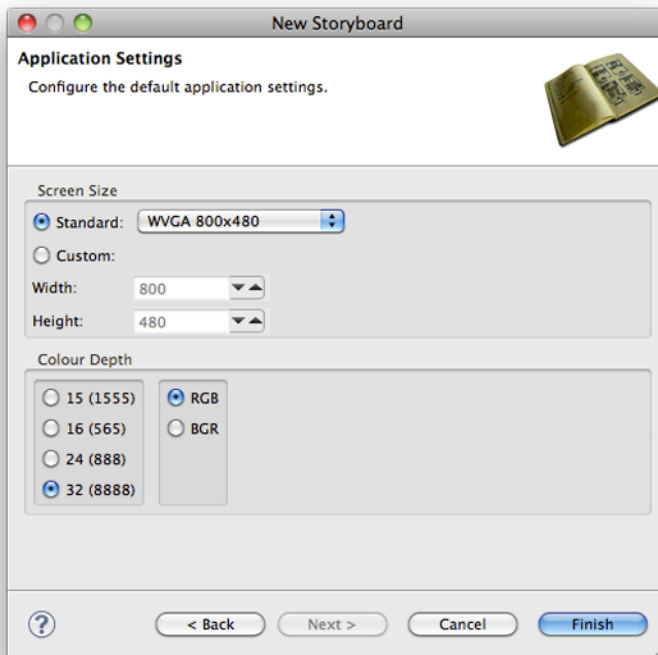 New Storyboard
Application Settings
Configure the default application settings.
Screen Size
Standard: WVGA 800x480
Custom:
Width: 800
Height: 480
Colour Depth
15 (1555) RGB
16 (565) BGR
24 (888)
32 (8888)
? < Back Next > Cancel Finish